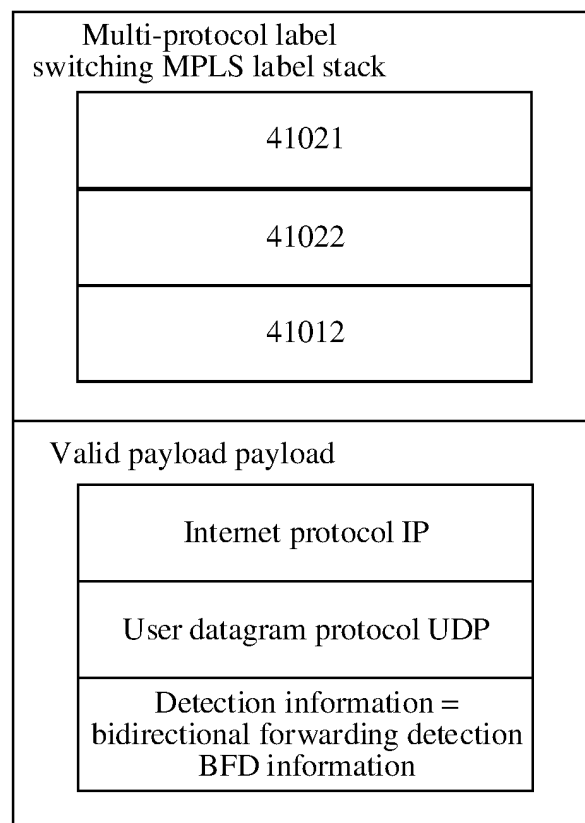 Multi-protocol label
switching MPLS label stack
41021
41022
41012
Valid payload payload
Internet protocol IP
User datagram protocol UDP
Detection information =
bidirectional forwarding detection
BFD information